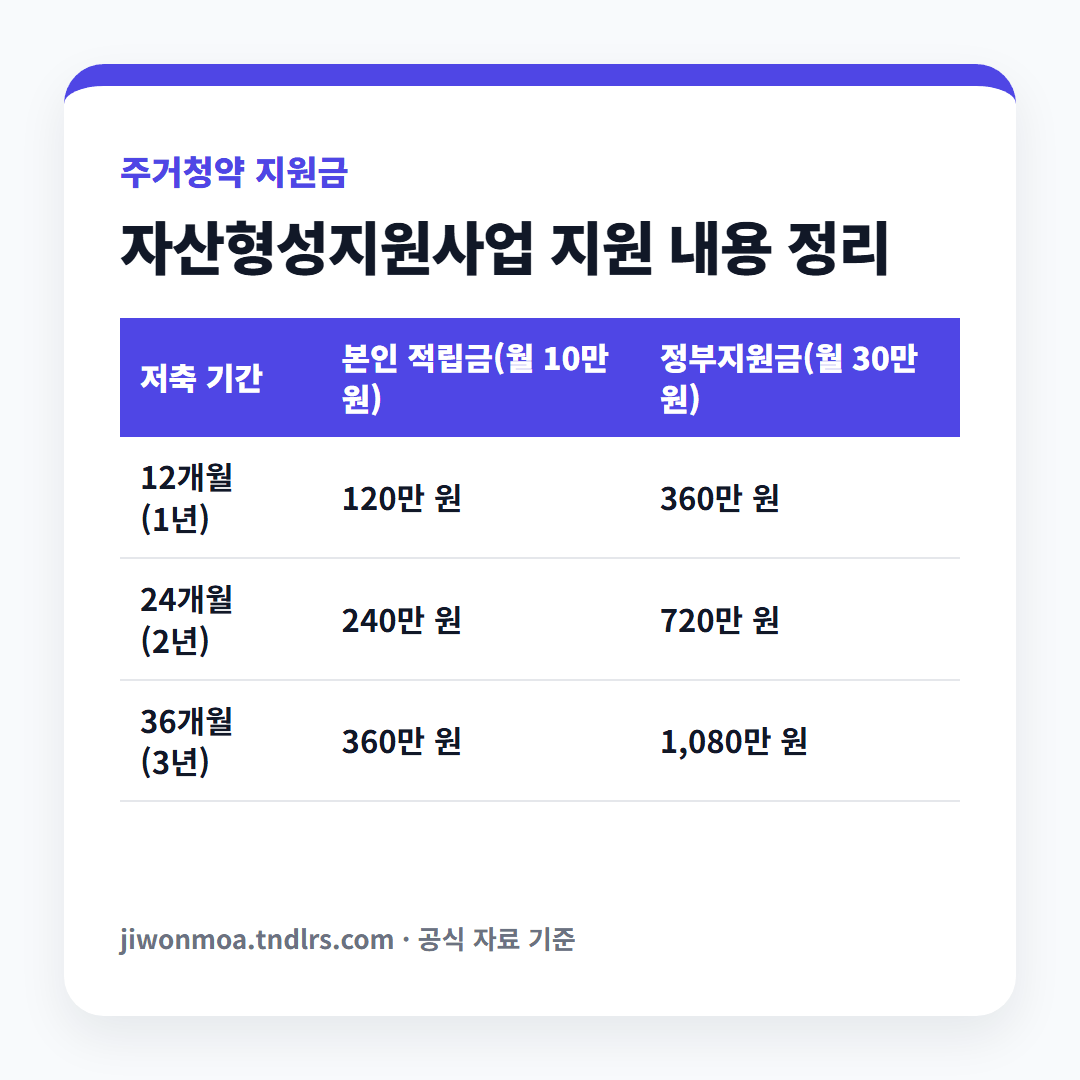 주거청약 지원금
자산형성지원사업 지원 내용 정리
저축 기간
본인 적립금(월 10만
원)
정부지원금(월 30만
원)
12개월
(1년)
120만 원
360만 원
24개월
(2년)
240만 원
720만 원
36개월
(3년)
360만 원
1,080만 원
jiwonmoa.tndlrs.com · 공식 자료 기준